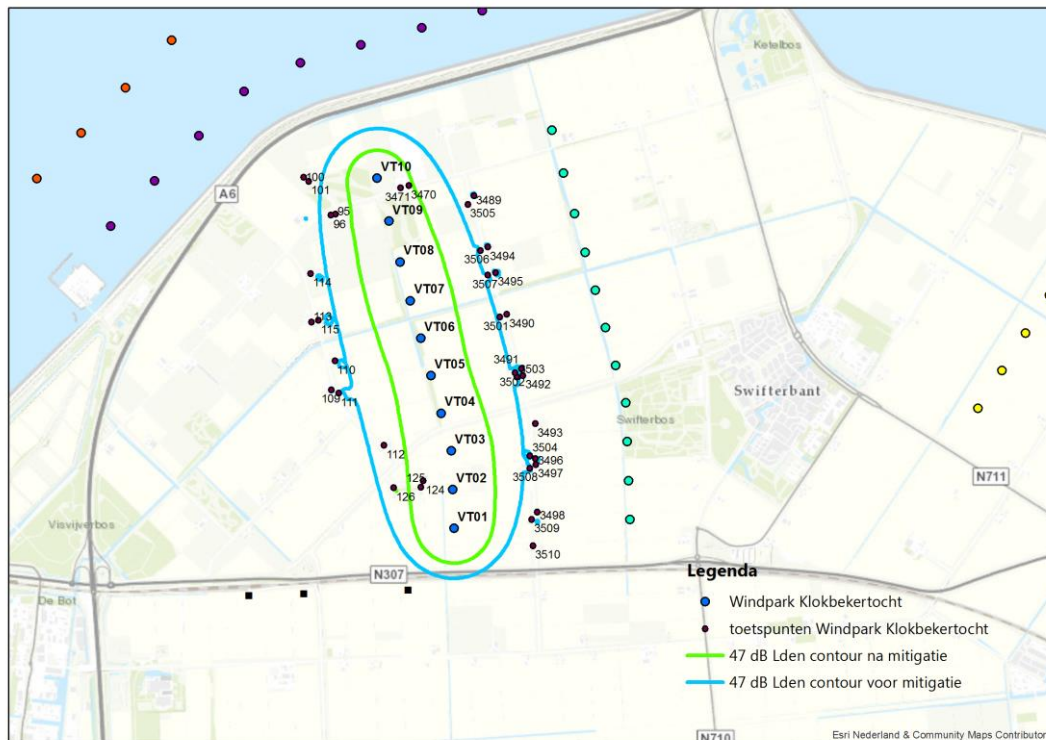 Ketelbos
A6
VT10
100
101
3471
3470
3489
3505
95
96
VT09
3494
3506
VT08
3507
3495
114
VT07
3501
3490
113
115
VT06
3491
3503
3502
3492
110
VT05
109
111
Swifterbant
VT04
Swifterbos
3493
VT03
112
3504
3496
3497
3508
125
124
126
VT02
N711
3498
3509
VT01
Visvijverbos
3510
N307
De Bot
Legenda
Windpark Klokbekertocht
toetspunten Windpark Klokbekertocht
47 dB Lden contour na mitigatie
47 dB Lden contour voor mitigatie
N710
Esri Nederland & Community Maps Contributor